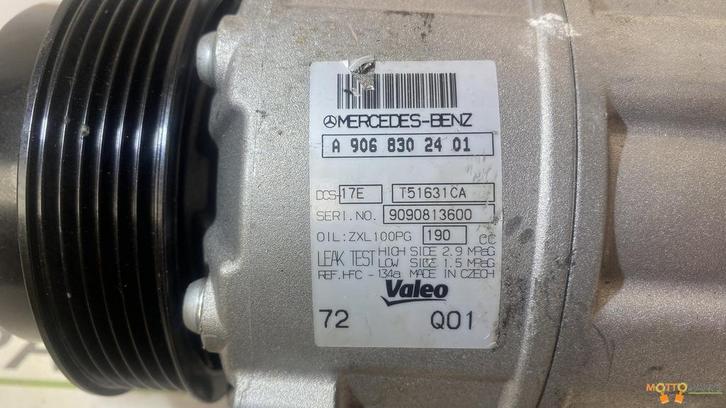 MERCEDES-BENZ
A 906 830 24 01
DCS-17E T51631CA
SERI.NO. 9090813600
OIL:ZXL100PG 190 CC
LEAK TEST HIGH SIDE 2.9 MPaG
LOW SIDE 1.5 MPaG
REF.HFC-134a MADE IN CZECH
Valeo
72 Q01
MOTTO